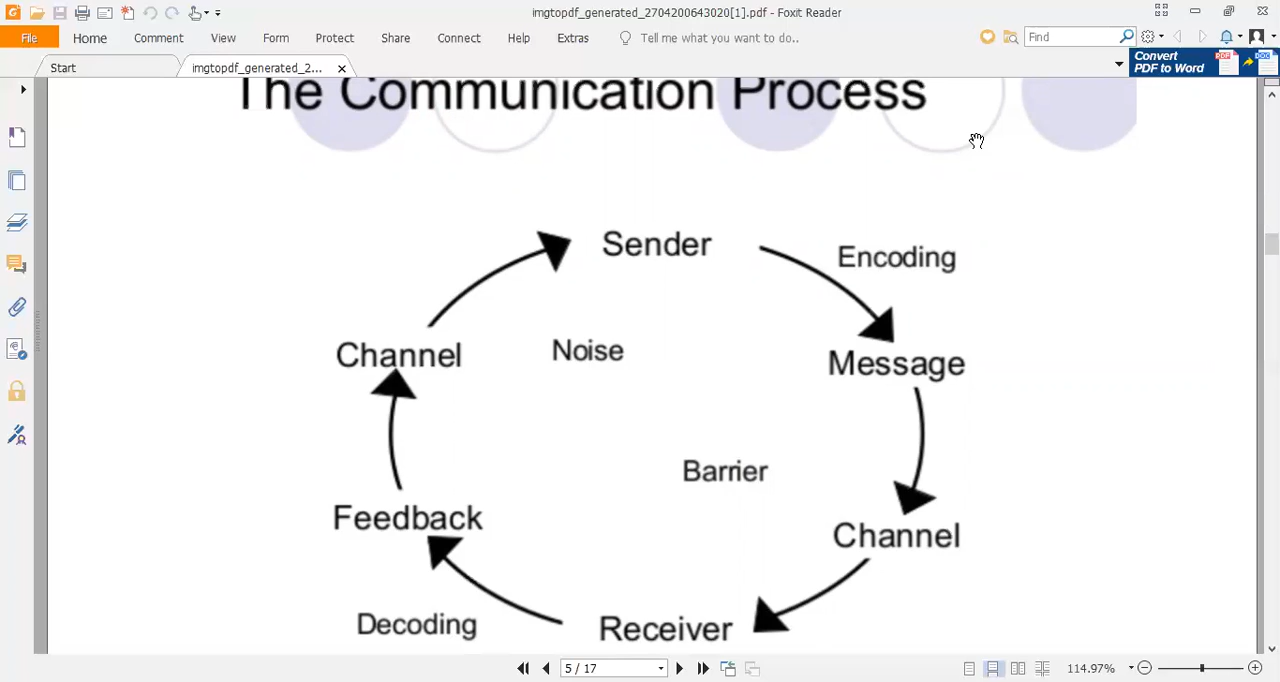 imgtopdf_generated_2704200643020[1].pdf - Foxit Reader
File Home Comment View Form Protect Share Connect Help Extras Tell me what you want to do.. Find
Start imgtopdf_generated_2... Convert PDF to Word
The Communication Process
Sender
Encoding
Noise
Channel
Message
Barrier
Feedback
Channel
Decoding
Receiver
5 / 17 114.97%